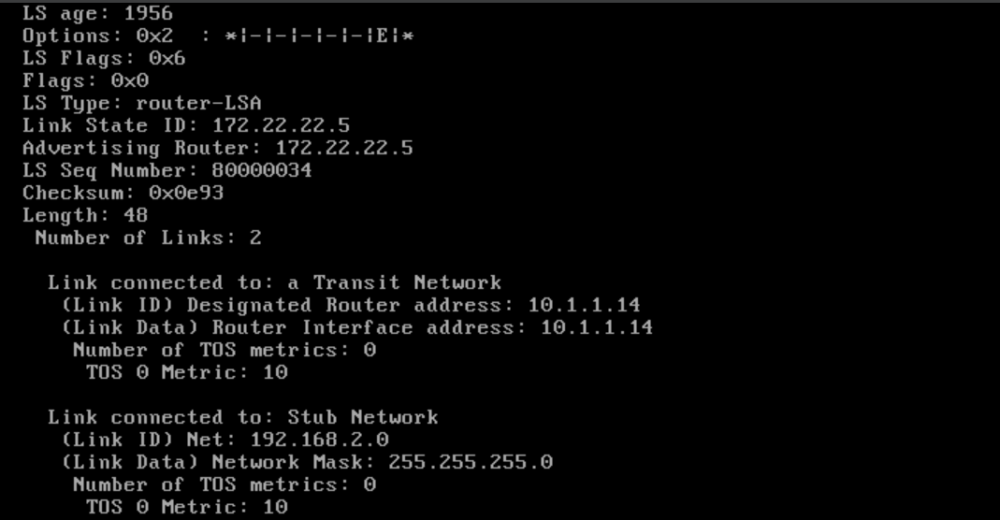 LS age: 1956
Options: 0x2  : *|-|-|-|-|-|E|*
LS Flags: 0x6
Flags: 0x0
LS Type: router-LSA
Link State ID: 172.22.22.5
Advertising Router: 172.22.22.5
LS Seq Number: 80000034
Checksum: 0x0e93
Length: 48
Number of Links: 2
Link connected to: a Transit Network
(Link ID) Designated Router address: 10.1.1.14
(Link Data) Router Interface address: 10.1.1.14
Number of TOS metrics: 0
TOS 0 Metric: 10
Link connected to: Stub Network
(Link ID) Net: 192.168.2.0
(Link Data) Network Mask: 255.255.255.0
Number of TOS metrics: 0
TOS 0 Metric: 10